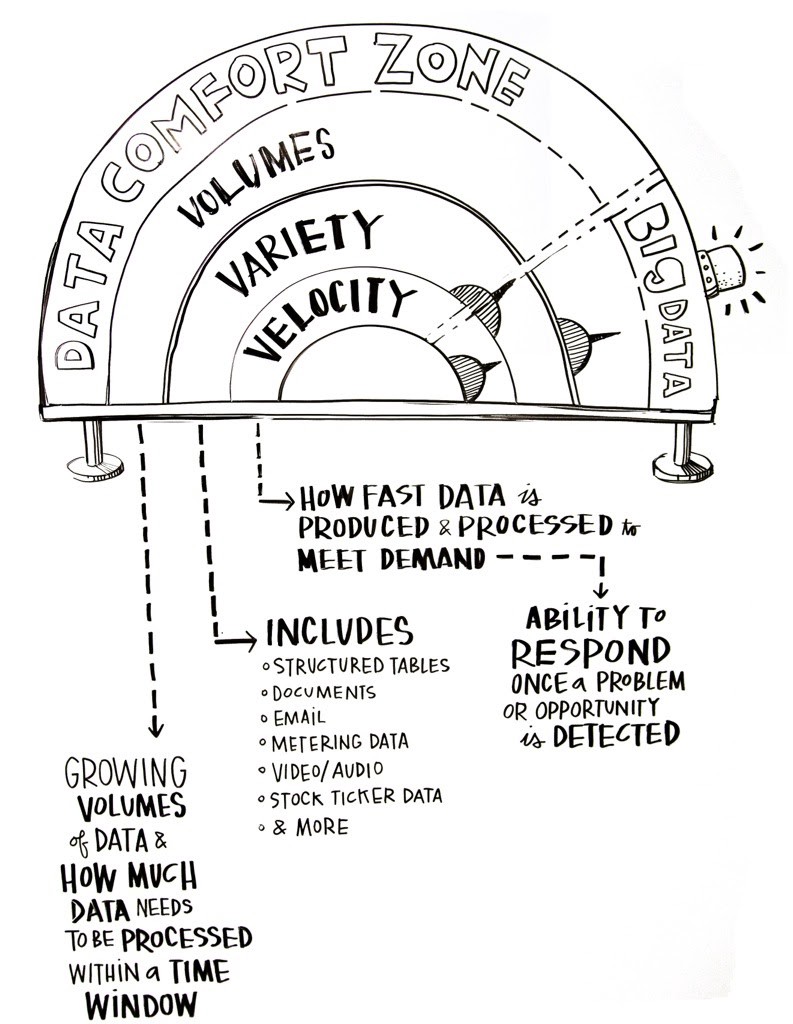 DATA COMFORT ZONE
BIG DATA
VOLUMES
VARIETY
VELOCITY
HOW FAST DATA is
PRODUCED & PROCESSED to
MEET DEMAND
ABILITY TO
RESPOND
ONCE a PROBLEM
OR OPPORTUNITY
is DETECTED
INCLUDES
◦ STRUCTURED TABLES
◦ DOCUMENTS
◦ EMAIL
◦ METERING DATA
◦ VIDEO/AUDIO
◦ STOCK TICKER DATA
◦ & MORE
GROWING
VOLUMES
of DATA &
HOW MUCH
DATA NEEDS
TO BE PROCESSED
WITHIN a TIME
WINDOW